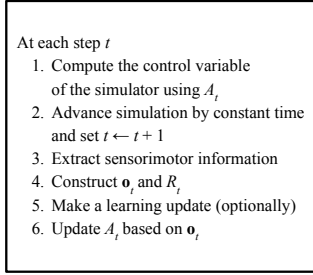 At each step t
1. Compute the control variable
of the simulator using A_t
2. Advance simulation by constant time
and set t ← t + 1
3. Extract sensorimotor information
4. Construct o_t and R_t
5. Make a learning update (optionally)
6. Update A_t based on o_t